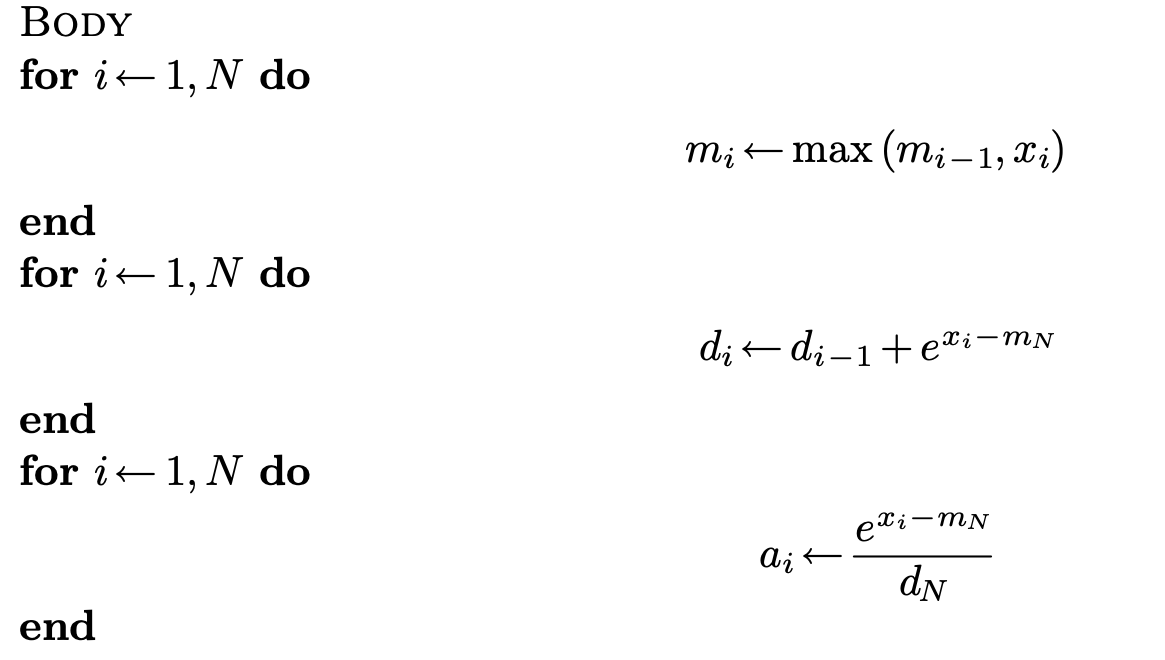 BODY
for i ← 1, N do
m_i ← max (m_{i−1}, x_i)
end
for i ← 1, N do
d_i ← d_{i−1} + e^{x_i−m_N}
end
for i ← 1, N do
a_i ← \frac{e^{x_i−m_N}}{d_N}
end